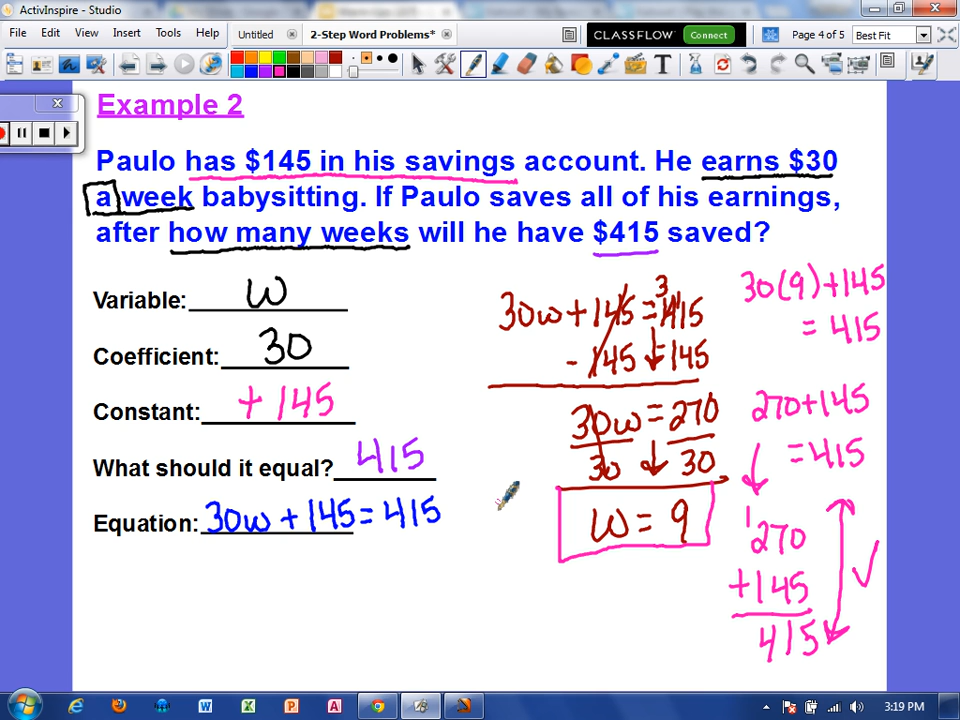 ActivInspire - Studio
File Edit View Insert Tools Help
Untitled
2-Step Word Problems*
CLASSFLOW Connect
Page 4 of 5
Best Fit
Example 2
Paulo has $145 in his savings account. He earns $30
a week babysitting. If Paulo saves all of his earnings,
after how many weeks will he have $415 saved?
Variable: w
Coefficient: 30
Constant: + 145
What should it equal? 415
Equation: 30w + 145 = 415
3 1
30w + 145 = 415
- 145 - 145
30w = 270
30 30
w = 9
30(9) + 145
= 415
270 + 145
= 415
1
270
+ 145
415
3:19 PM